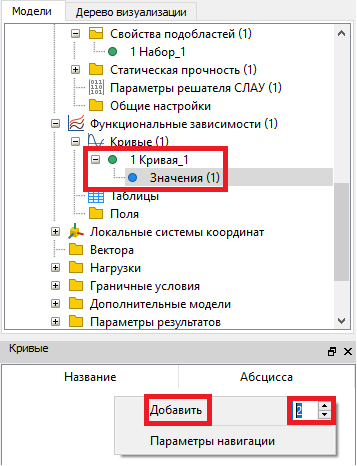 Модели Дерево визуализации
Свойства подобластей (1)
1 Набор_1
Статическая прочность (1)
Параметры решателя СЛАУ (1)
Общие настройки
Функциональные зависимости (1)
Кривые (1)
1 Кривая_1
Значения (1)
Таблицы
Поля
Локальные системы координат
Вектора
Нагрузки
Граничные условия
Дополнительные модели
Параметры результатов
Кривые
Название Абсцисса
Добавить 2
Параметры навигации